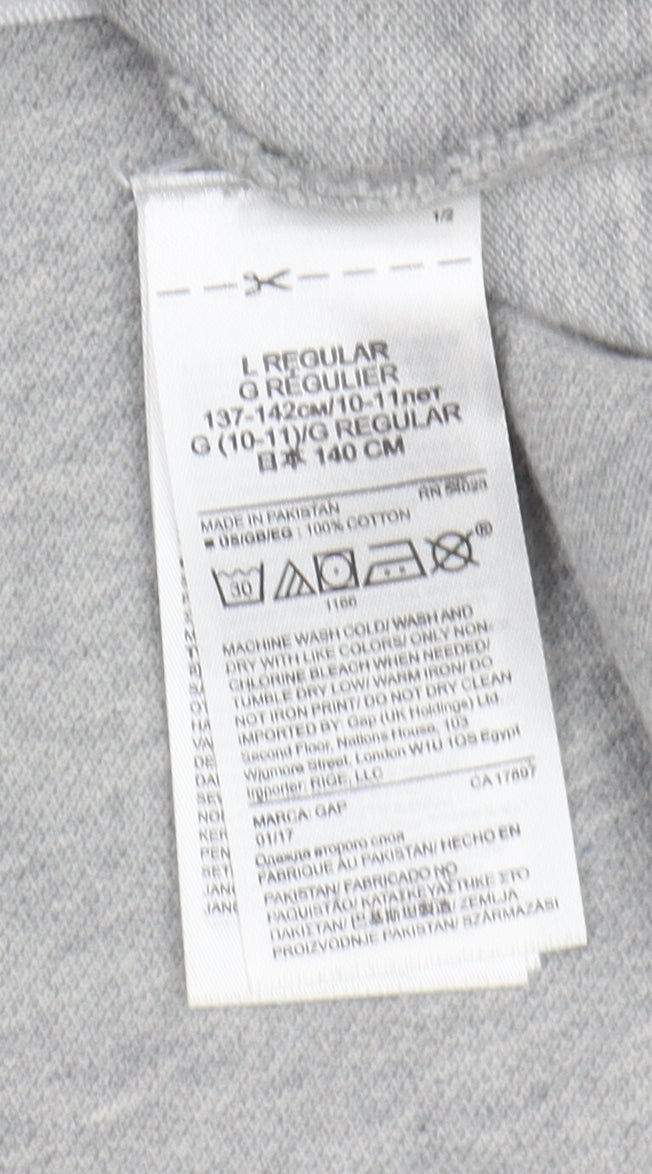 1/2
L REGULAR
G RÉGULIER
137-142см/10-11лет
G (10-11)/G REGULAR
日本 140 CM
RN
MADE IN PAKISTAN
US/GB/EG : 100% COTTON
30
®
1166
MACHINE WASH COLD/ WASH AND
DRY WITH LIKE COLORS/ ONLY NON-
CHLORINE BLEACH WHEN NEEDED/
TUMBLE DRY LOW/ WARM IRON/ DO
NOT IRON PRINT/ DO NOT DRY CLEAN
IMPORTED BY: Gap (UK Holdings) Ltd
Second Floor, Nations House, 103
Wigmore Street, London W1U 1QS Egypt
Importer: RIGE, LLC
CA 17897
MARCA: GAP
01/17
Одежда второго слоя
FABRIQUE AU PAKISTAN/ HECHO EN
PAKISTAN/ FABRICADO NO
PAQUISTÃO/ ΚΑΤΑΣΚΕΥΑΣΤΗΚΕ ΣΤΟ
ΠΑΚΙΣΤΑΝ/ 巴基斯坦製造/ ZEMLJA
PROIZVODNJE PAKISTAN/ SZÁRMAZÁSI